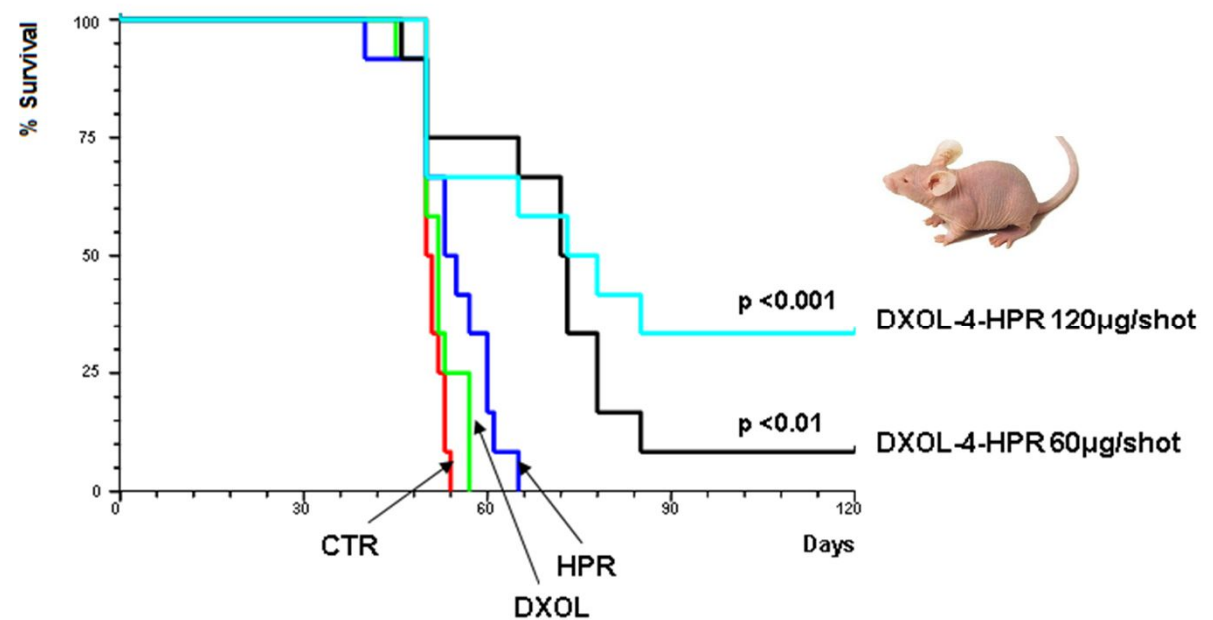 % Survival
100
75
50
25
0
0
30
60
90
120
Days
p <0.001
DXOL-4-HPR 120µg/shot
p <0.01
DXOL-4-HPR 60µg/shot
CTR
HPR
DXOL